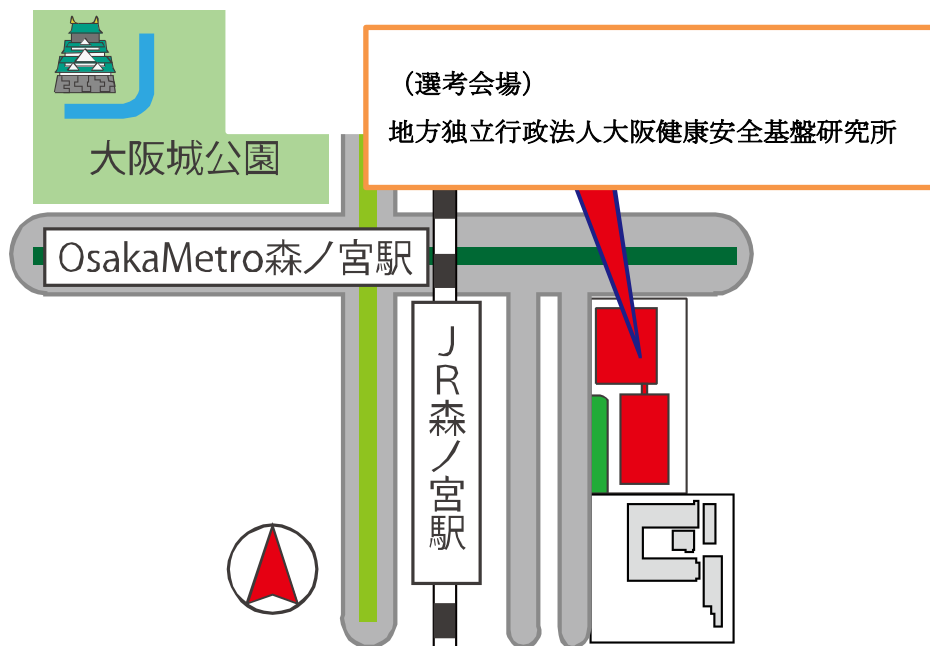 （選考会場）
地方独立行政法人大阪健康安全基盤研究所
大阪城公園
OsakaMetro森ノ宮駅
JR森ノ宮駅